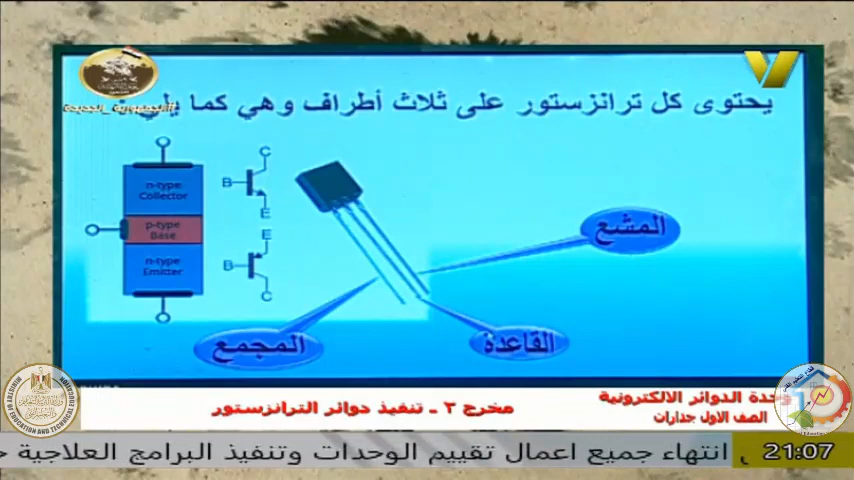 يحتوى كل ترانزستور على ثلاث أطراف وهي كما يلي
n-type
Collector
p-type
Base
n-type
Emitter
C
B
E
E
B
C
المشع
القاعدة
المجمع
وحدة الدوائر الالكترونية
الصف الاول جدارات
مخرج ٣ ـ تنفيذ دوائر الترانزستور
انتهاء جميع اعمال تقييم الوحدات وتنفيذ البرامج العلاجية
21:07